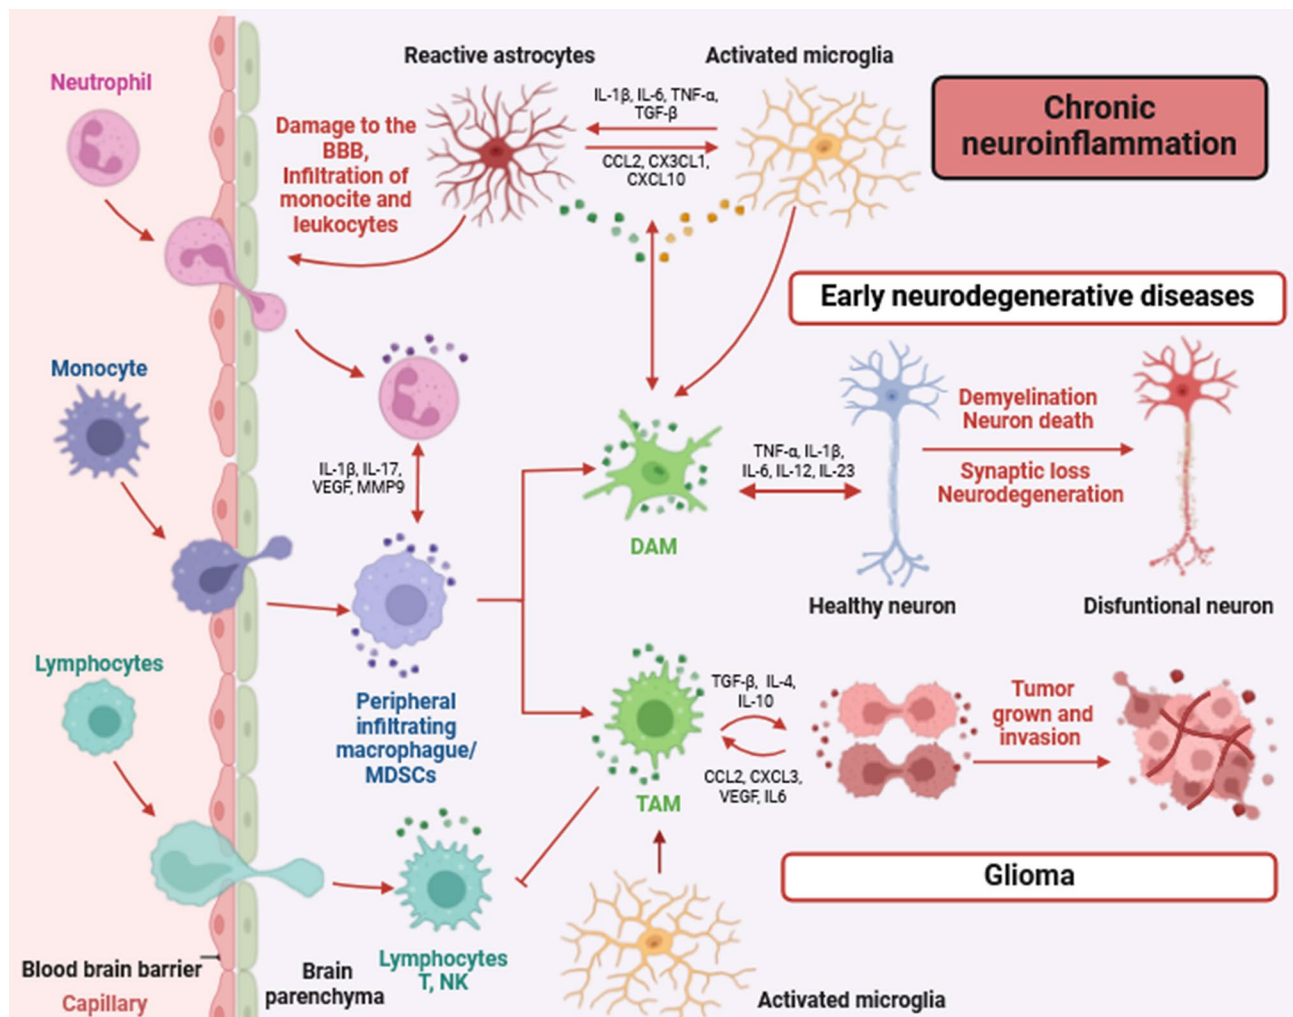 Reactive astrocytes
Activated microglia
Neutrophil
IL-1β, IL-6, TNF-α,
TGF-β
CCL2, CX3CL1,
CXCL10
Chronic
neuroinflammation
Damage to the
BBB,
Infiltration of
monocite and
leukocytes
Early neurodegenerative diseases
Monocyte
IL-1β, IL-17,
VEGF, MMP9
TNF-α, IL-1β,
IL-6, IL-12, IL-23
Demyelination
Neuron death
Synaptic loss
Neurodegeneration
DAM
Healthy neuron
Disfuntional neuron
Lymphocytes
Peripheral
infiltrating
macrophague/
MDSCs
TGF-β, IL-4,
IL-10
CCL2, CXCL3,
VEGF, IL6
TAM
Tumor
grown and
invasion
Glioma
Blood brain barrier
Capillary
Brain
parenchyma
Lymphocytes
T, NK
Activated microglia